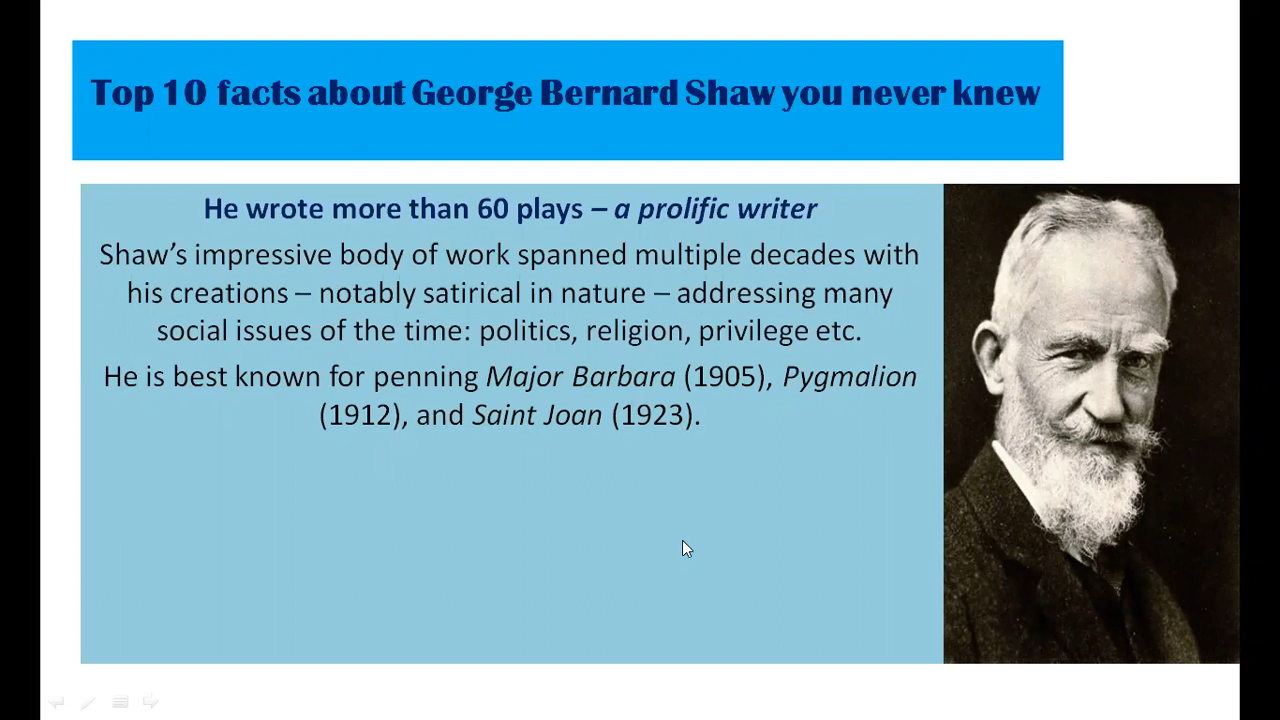 Top 10 facts about George Bernard Shaw you never knew
He wrote more than 60 plays – a prolific writer
Shaw’s impressive body of work spanned multiple decades with
his creations – notably satirical in nature – addressing many
social issues of the time: politics, religion, privilege etc.
He is best known for penning Major Barbara (1905), Pygmalion
(1912), and Saint Joan (1923).